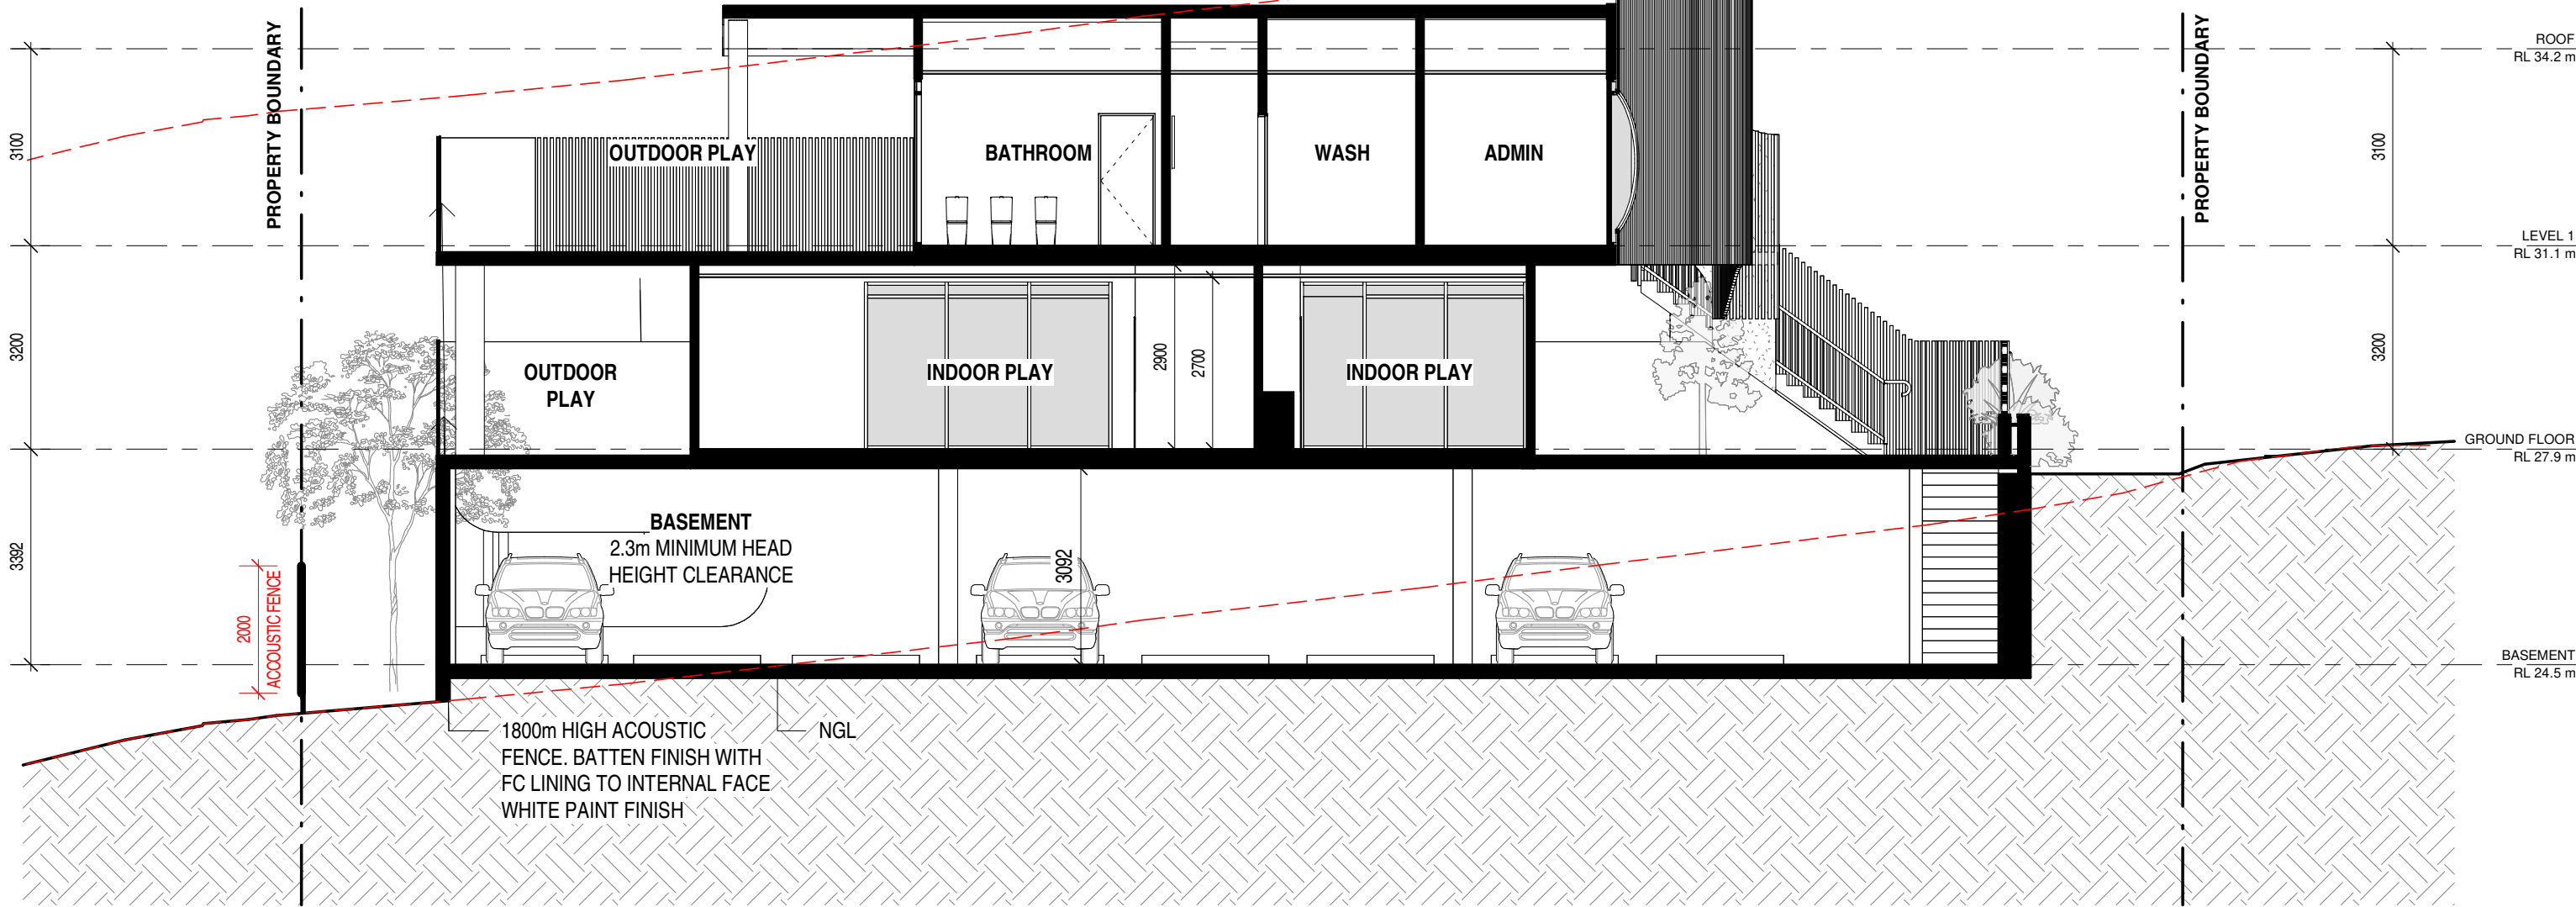 PROPERTY BOUNDARY
PROPERTY BOUNDARY
ROOF
RL 34.2 m
3100
3100
OUTDOOR PLAY
BATHROOM
WASH
ADMIN
LEVEL 1
RL 31.1 m
3200
3200
2900
2700
OUTDOOR
PLAY
INDOOR PLAY
INDOOR PLAY
GROUND FLOOR
RL 27.9 m
3392
BASEMENT
2.3m MINIMUM HEAD
HEIGHT CLEARANCE
3092
2000
ACCOUSTIC FENCE
BASEMENT
RL 24.5 m
1800m HIGH ACOUSTIC
FENCE. BATTEN FINISH WITH
FC LINING TO INTERNAL FACE
WHITE PAINT FINISH
NGL